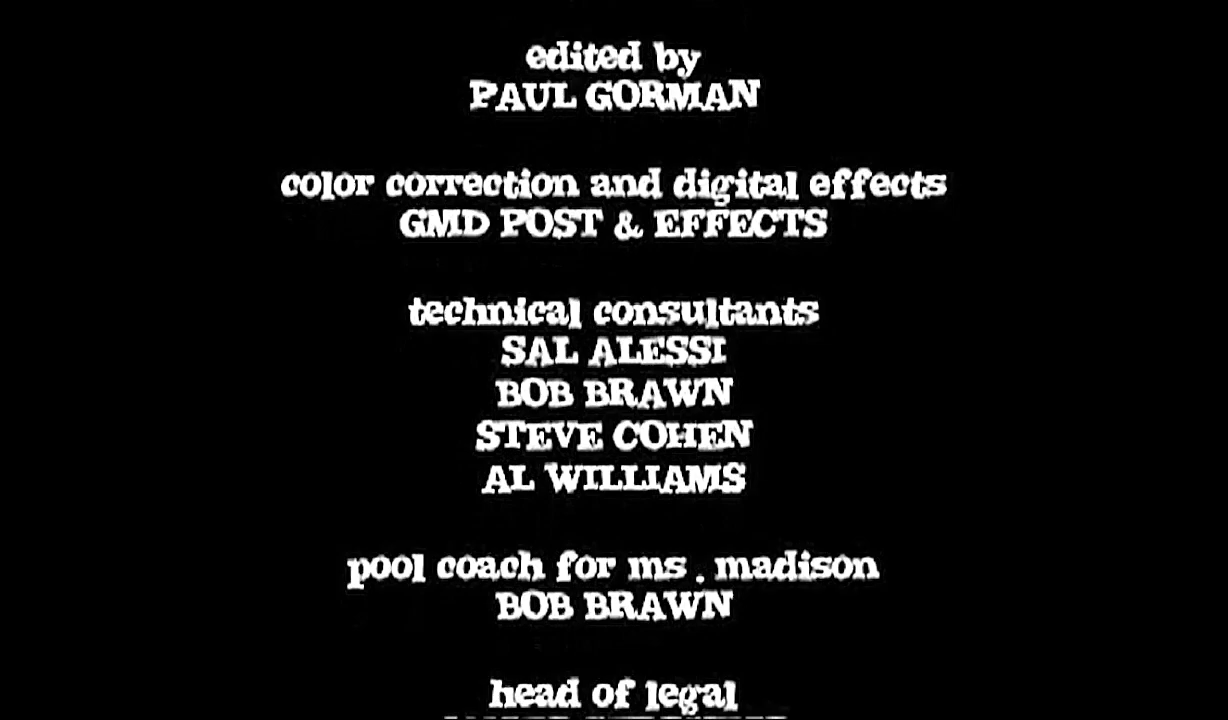 edited by
PAUL GORMAN
color correction and digital effects
GMD POST & EFFECTS
technical consultants
SAL ALESSI
BOB BRAWN
STEVE COHEN
AL WILLIAMS
pool coach for ms. madison
BOB BRAWN
head of legal